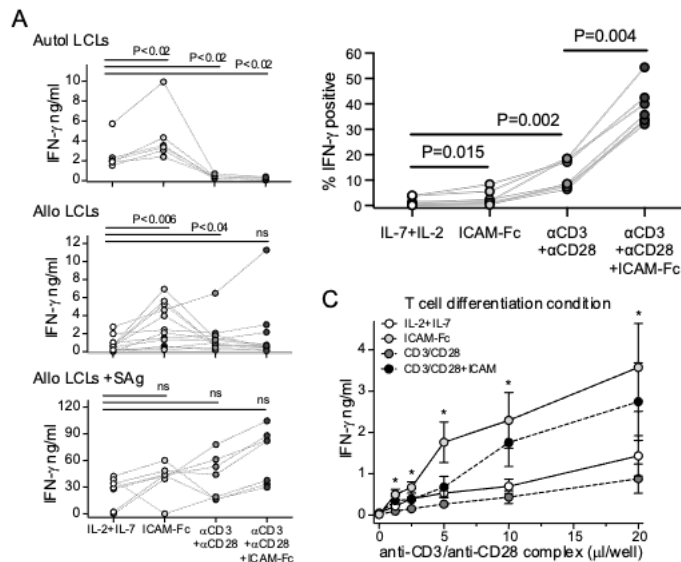 A
Autol LCLs
P<0.02
P<0.02
P<0.02
IFN-γ ng/ml
10
8
6
4
2
0
Allo LCLs
P<0.006
P<0.04
ns
IFN-γ ng/ml
12
10
8
6
4
2
0
Allo LCLs +SAg
ns
ns
ns
IFN-γ ng/ml
120
90
60
30
0
IL-2+IL-7
ICAM-Fc
αCD3
+αCD28
αCD3
+αCD28
+ICAM-Fc
P=0.004
P=0.002
P=0.015
% IFN-γ positive
60
50
40
30
20
10
0
IL-7+IL-2
ICAM-Fc
αCD3
+αCD28
αCD3
+αCD28
+ICAM-Fc
C
T cell differentiation condition
IL-2+IL-7
ICAM-Fc
CD3/CD28
CD3/CD28+ICAM
* * * * *
IFN-γ ng/ml
4
2
0
0 5 10 15 20
anti-CD3/anti-CD28 complex (μl/well)